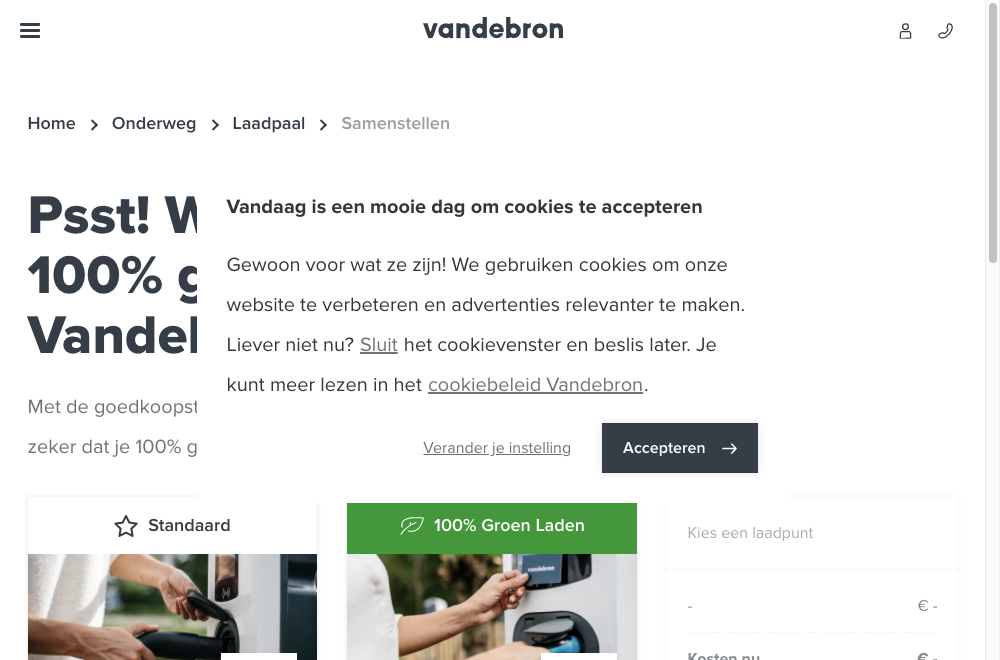 vandebron
Home Onderweg Laadpaal Samenstellen
Psst!
100%
Vandaag is een mooie dag om cookies te accepteren
Gewoon voor wat ze zijn! We gebruiken cookies om onze
website te verbeteren en advertenties relevanter te maken.
Liever niet nu? Sluit het cookievenster en beslis later. Je
kunt meer lezen in het cookiebeleid Vandebron.
Verander je instelling
Accepteren
Met de goedkoopst
zeker dat je 100% g
Standaard
100% Groen Laden
vandebron
Kies een laadpunt
- € -
Kosten nu € -